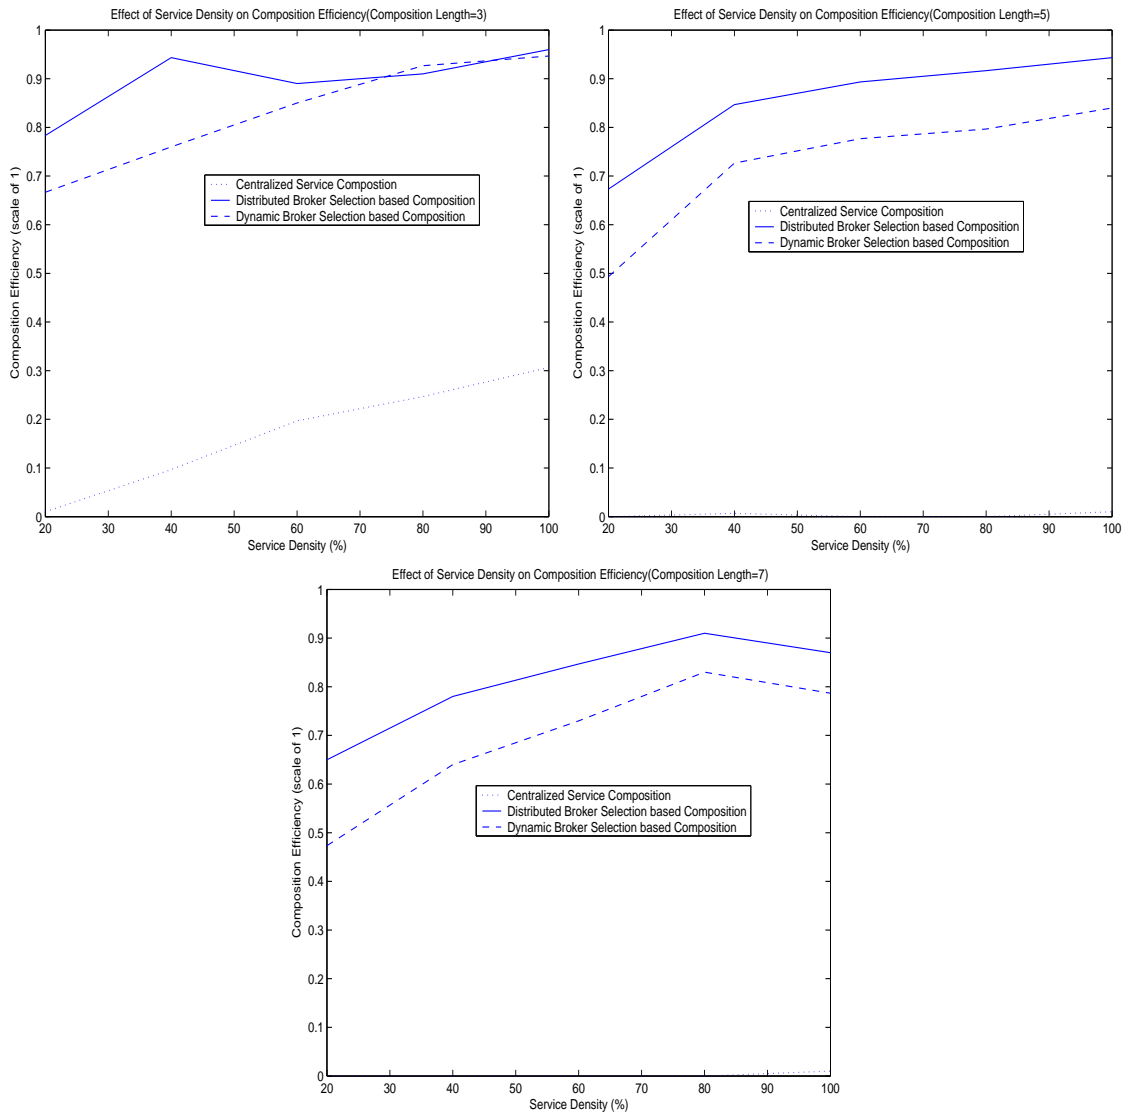 Effect of Service Density on Composition Efficiency(Composition Length=3)
Composition Efficiency (scale of 1)
1
0.9
0.8
0.7
0.6
0.5
0.4
0.3
0.2
0.1
0
Centralized Service Compostion
Distributed Broker Selection based Composition
Dynamic Broker Selection based Composition
20 30 40 50 60 70 80 90 100
Service Density (%)
Effect of Service Density on Composition Efficiency(Composition Length=5)
Composition Efficiency (scale of 1)
1
0.9
0.8
0.7
0.6
0.5
0.4
0.3
0.2
0.1
0
Centralized Service Composition
Distributed Broker Selection based Composition
Dynamic Broker Selection based Composition
20 30 40 50 60 70 80 90 100
Service Density (%)
Effect of Service Density on Composition Efficiency(Composition Length=7)
Composition Efficiency (scale of 1)
1
0.9
0.8
0.7
0.6
0.5
0.4
0.3
0.2
0.1
0
Centralized Service Composition
Distributed Broker Selection based Composition
Dynamic Broker Selection based Composition
20 30 40 50 60 70 80 90 100
Service Density (%)